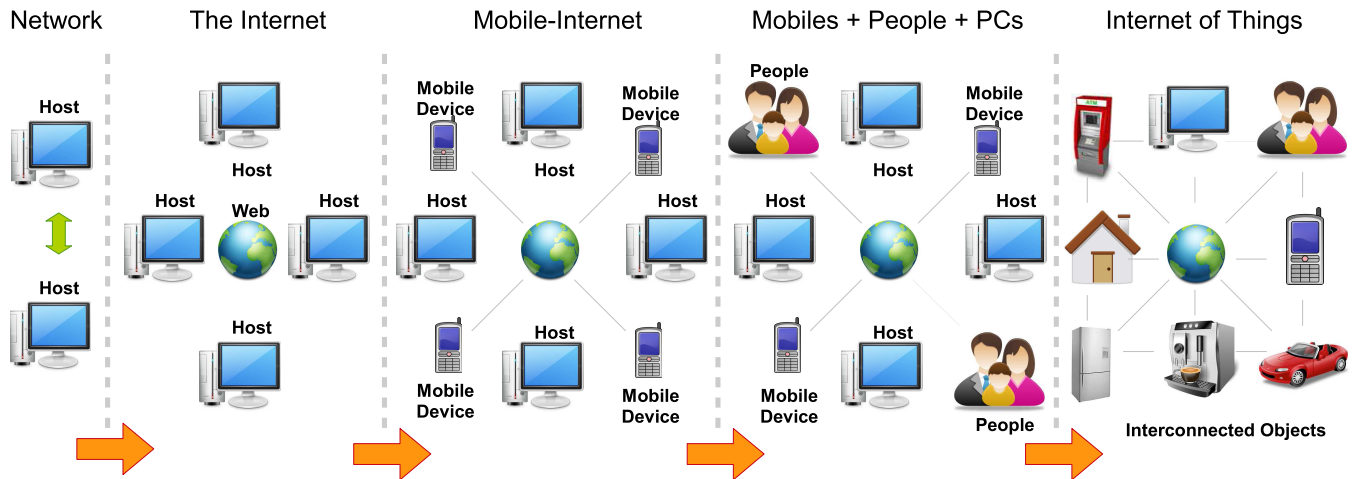 Network
The Internet
Mobile-Internet
Mobiles + People + PCs
Internet of Things
Host
Host
Host
Host
Web
Host
Host
Mobile
Device
Mobile
Device
Host
Host
Host
Host
Mobile
Device
Mobile
Device
People
Mobile
Device
Host
Host
Host
Host
Mobile
Device
People
ATM
Interconnected Objects